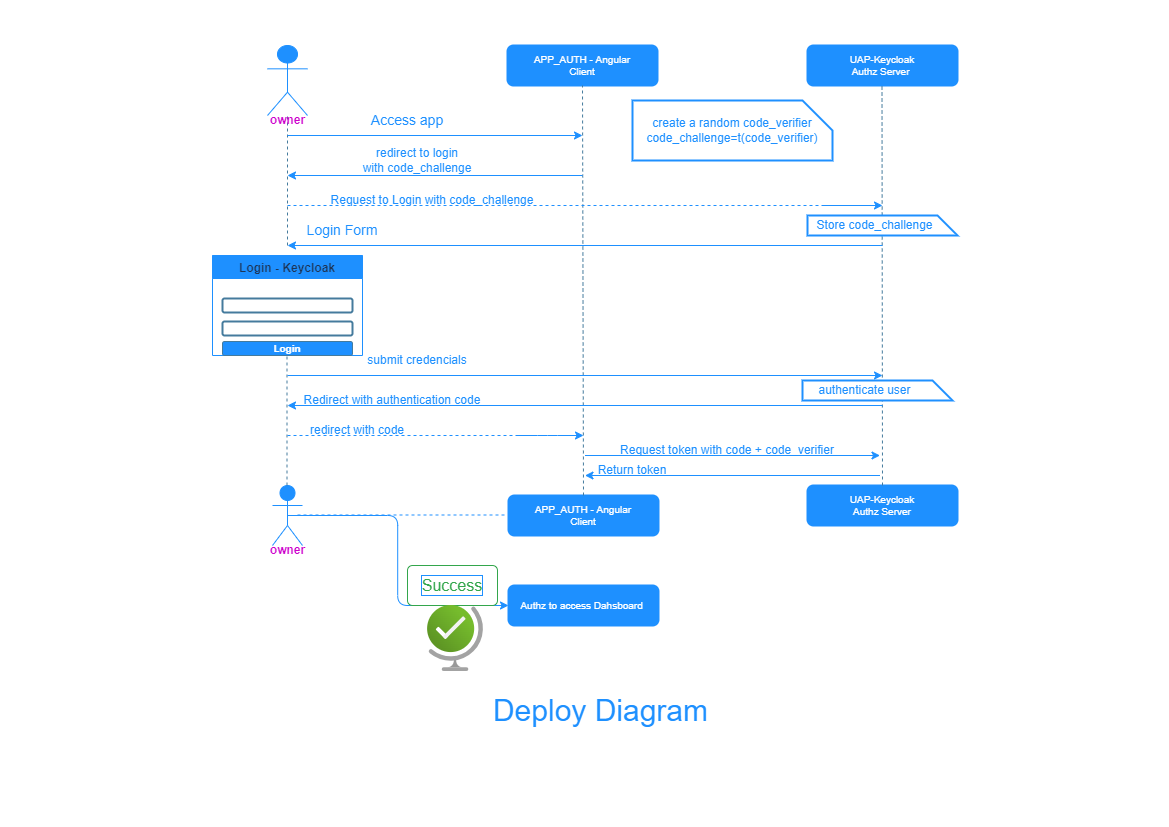 APP_AUTH - Angular
Client
UAP-Keycloak
Authz Server
owner
Access app
create a random code_verifier
code_challenge=t(code_verifier)
redirect to login
with code_challenge
Request to Login with code_challenge
Store code_challenge
Login Form
Login - Keycloak
Login
submit credencials
authenticate user
Redirect with authentication code
redirect with code
Request token with code + code_verifier
Return token
UAP-Keycloak
Authz Server
APP_AUTH - Angular
Client
owner
Success
Authz to access Dahsboard
Deploy Diagram